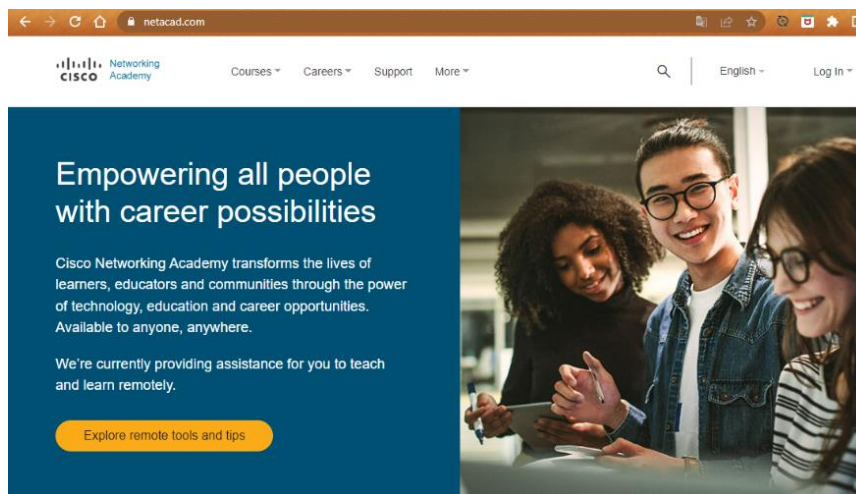 netacad.com
CISCO
Networking
Academy
Courses
Careers
Support
More
English
Log In
Empowering all people
with career possibilities
Cisco Networking Academy transforms the lives of
learners, educators and communities through the power
of technology, education and career opportunities.
Available to anyone, anywhere.
We're currently providing assistance for you to teach
and learn remotely.
Explore remote tools and tips